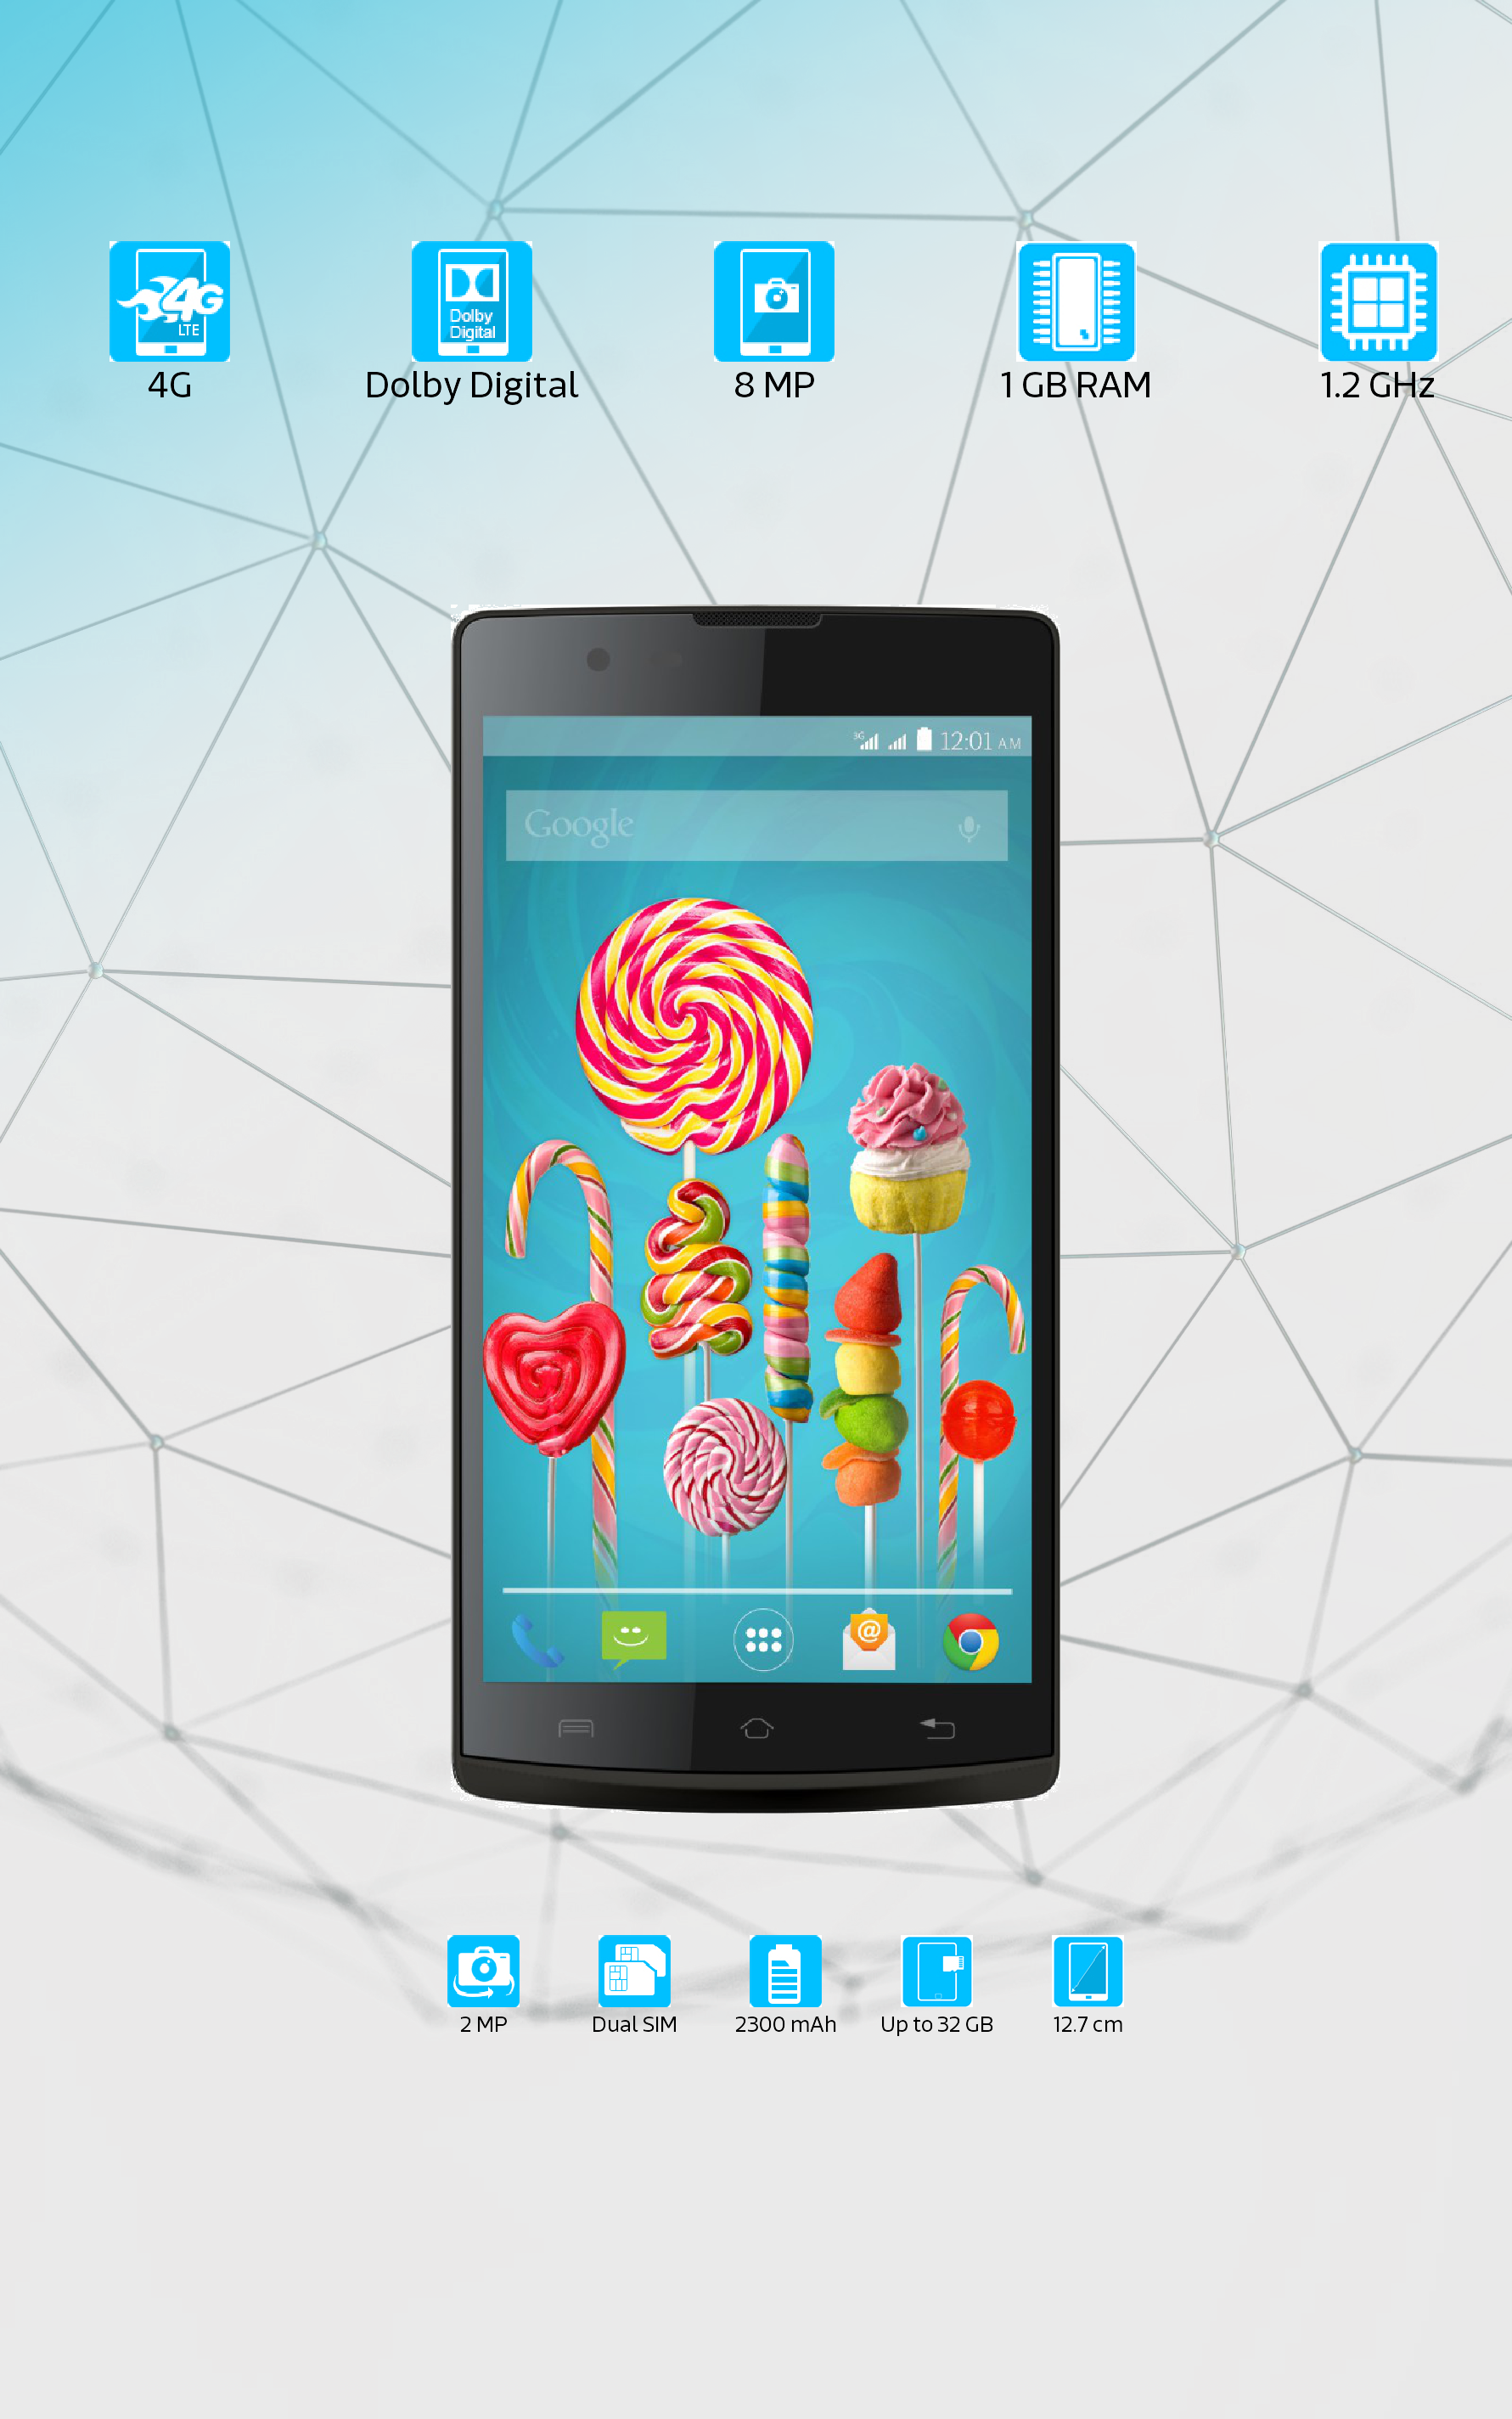 4G
LTE
Dolby
Digital
4G
Dolby Digital
8 MP
1 GB RAM
1.2 GHz
3G
12:01 AM
Google
@
2 MP
Dual SIM
2300 mAh
Up to 32 GB
12.7 cm